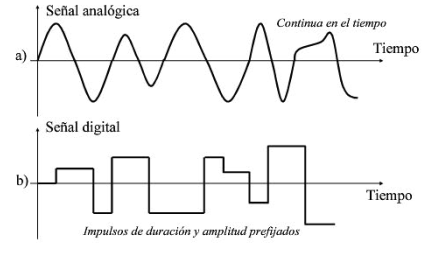 Señal analógica
Continua en el tiempo
a)
Tiempo
Señal digital
b)
Tiempo
Impulsos de duración y amplitud prefijados